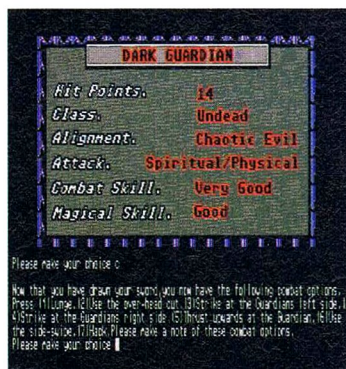 DARK GUARDIAN
Hit Points. 14
Class. Undead
Alignment. Chaotic Evil
Attack. Spiritual/Physical
Combat Skill. Very Good
Magical Skill. Good
Please make your choice c
Now that you have drawn your sword,you now have the following combat options.
Press (1)Lunge.(2)Use the over-head cut.(3)Strike at the Guardians left side.(
4)Strike at the Guardians right side.(5)Thrust upwards at the Guardian.(6)Use
the side-swipe.(7)Hack.Please make a note of these combat options.
Please make your choice